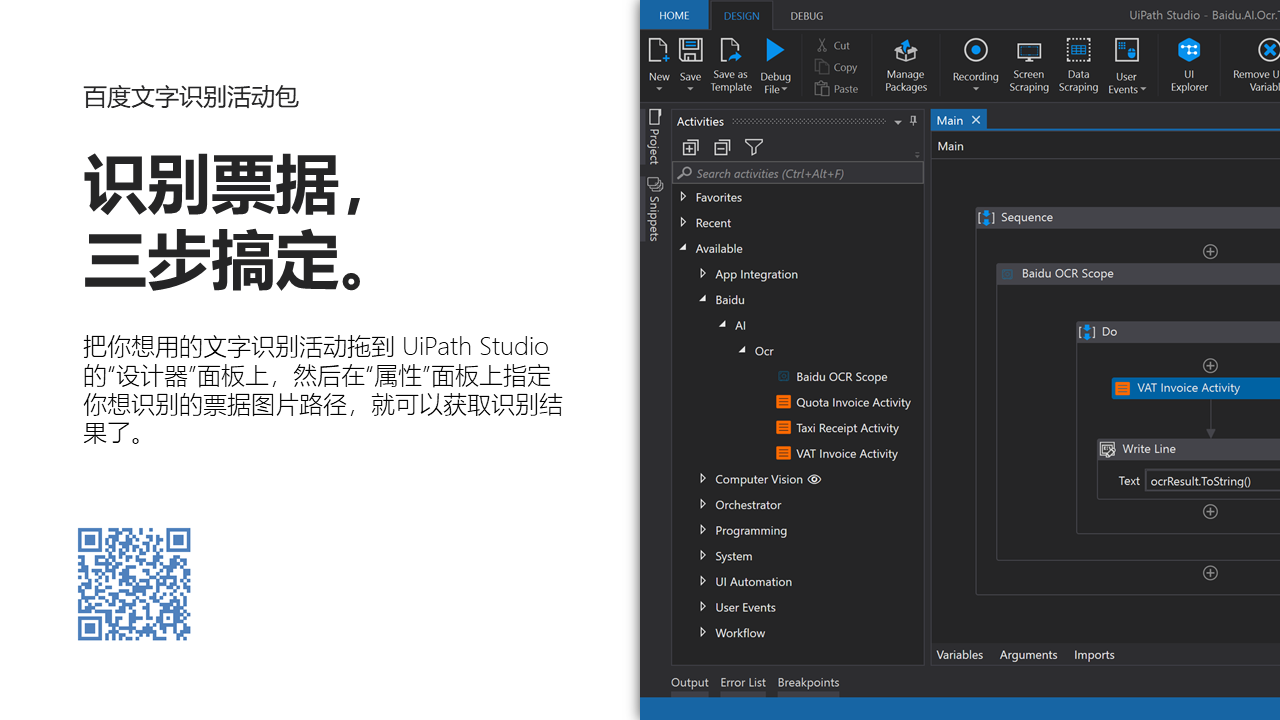 百度文字识别活动包
识别票据，
三步搞定。
把你想用的文字识别活动拖到 UiPath Studio
的“设计器”面板上，然后在“属性”面板上指定
你想识别的票据图片路径，就可以获取识别结
果了。
HOME DESIGN DEBUG UiPath Studio - Baidu.AI.Ocr.
New Save Save as Template Debug File Cut Copy Paste Manage Packages Recording Screen Scraping Data Scraping User Events UI Explorer Remove U Variabl
Project
Snippets
Activities
Search activities (Ctrl+Alt+F)
Favorites
Recent
Available
App Integration
Baidu
AI
Ocr
Baidu OCR Scope
Quota Invoice Activity
Taxi Receipt Activity
VAT Invoice Activity
Computer Vision
Orchestrator
Programming
System
UI Automation
User Events
Workflow
Main
Main
Sequence
Baidu OCR Scope
Do
VAT Invoice Activity
Write Line
Text ocrResult.ToString()
Variables Arguments Imports
Output Error List Breakpoints